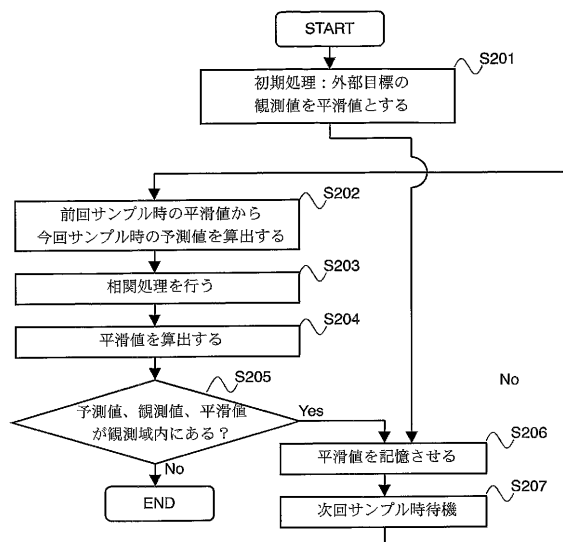 START
S201
初期処理：外部目標の
観測値を平滑値とする
S202
前回サンプル時の平滑値から
今回サンプル時の予測値を算出する
S203
相関処理を行う
S204
平滑値を算出する
S205
予測値、観測値、平滑値
が観測域内にある？
Yes
No
No
END
S206
平滑値を記憶させる
S207
次回サンプル時待機